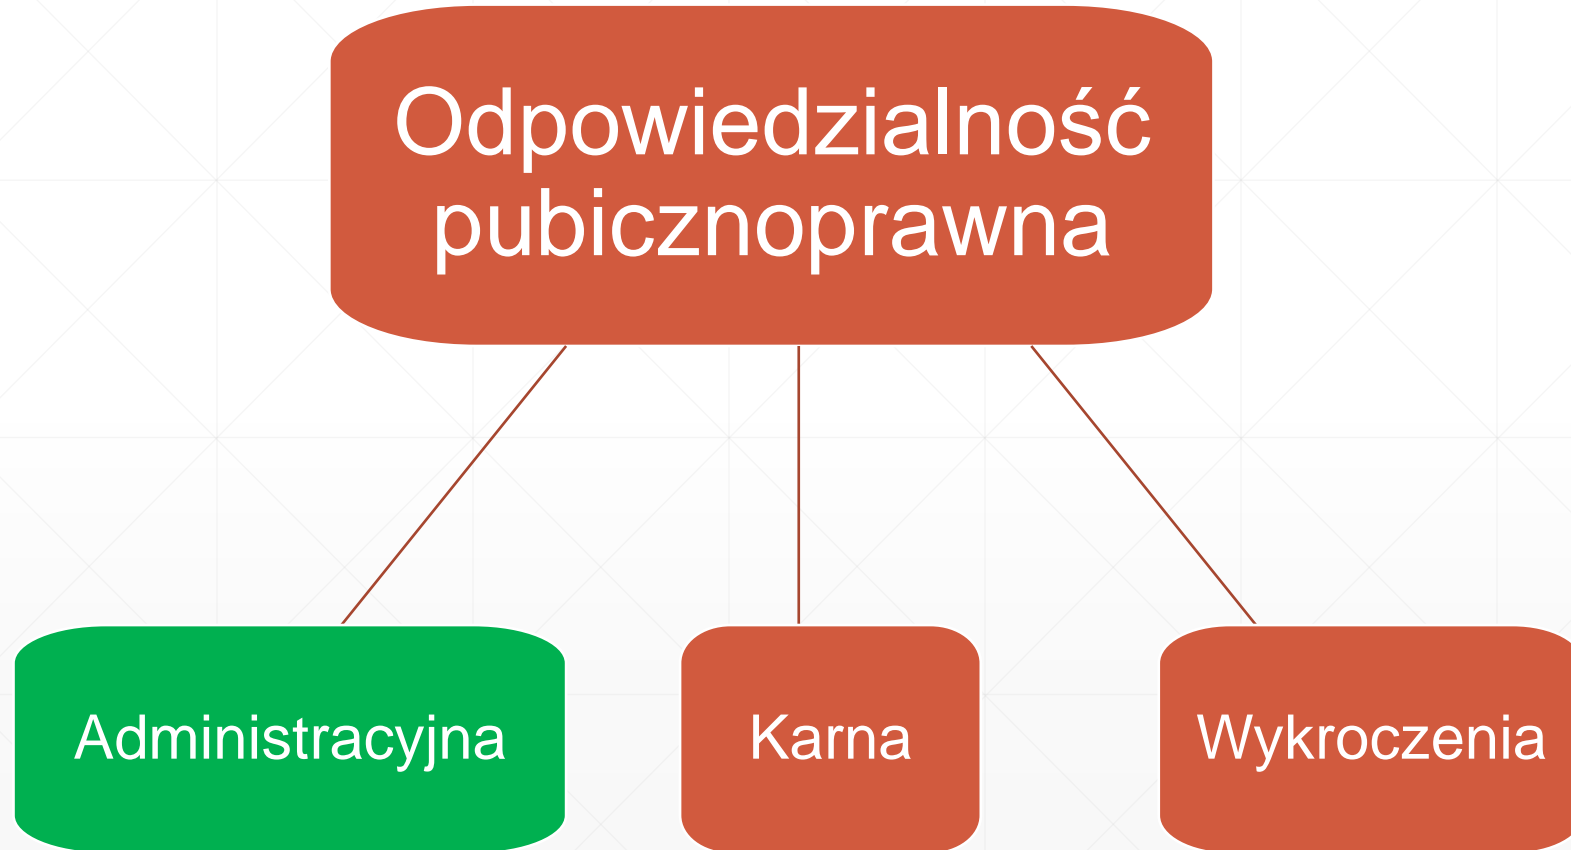 Odpowiedzialność
pubicznoprawna
Administracyjna
Karna
Wykroczenia